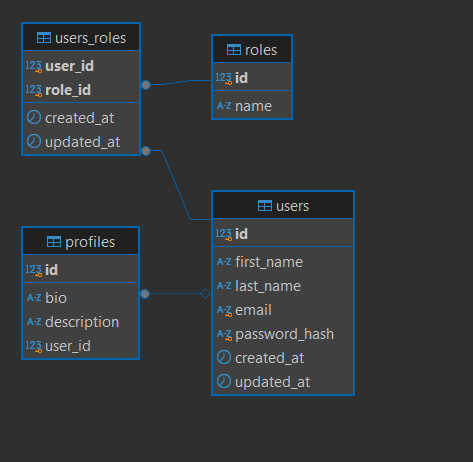 users_roles
123 user_id
123 role_id
created_at
updated_at
roles
123 id
A-Z name
users
123 id
A-Z first_name
A-Z last_name
A-Z email
A-Z password_hash
created_at
updated_at
profiles
123 id
A-Z bio
A-Z description
123 user_id